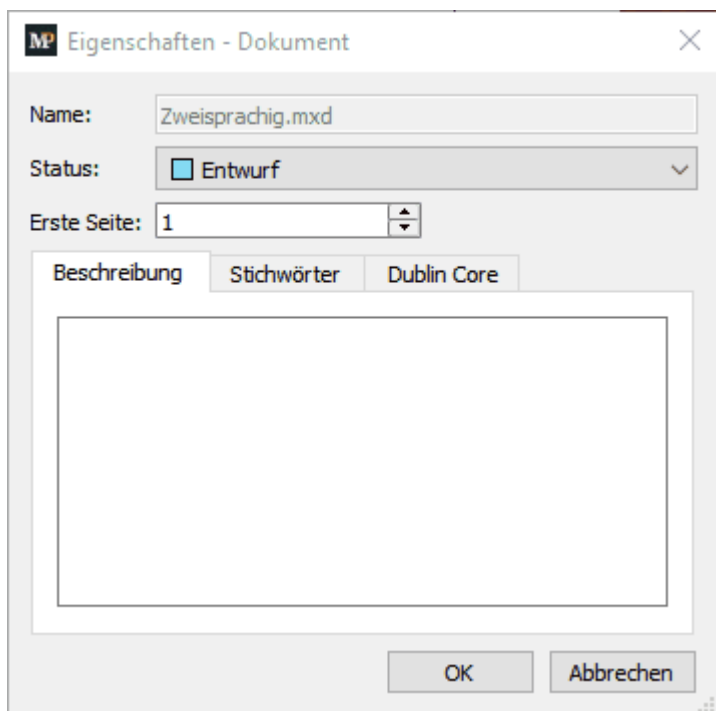 MP Eigenschaften - Dokument
Name: Zweisprachig.mxd
Status: Entwurf
Erste Seite: 1
Beschreibung Stichwörter Dublin Core
OK Abbrechen